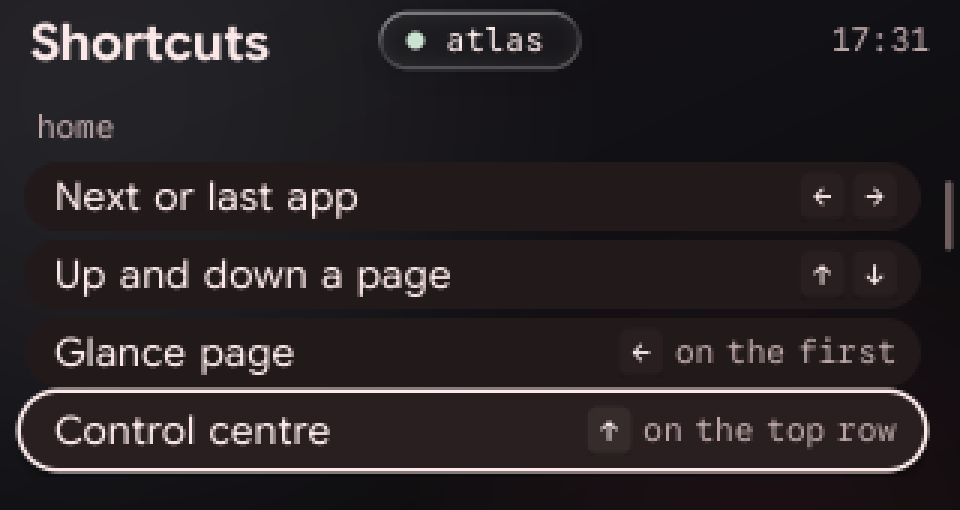 Shortcuts atlas 17:31
home
Next or last app ← →
Up and down a page ↑ ↓
Glance page ← on the first
Control centre ↑ on the top row